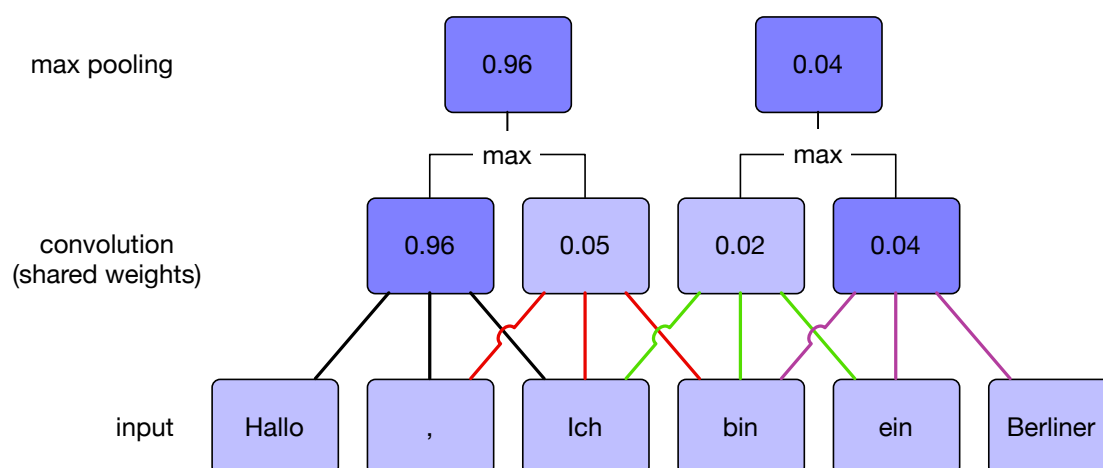 max pooling
0.96
0.04
max
max
convolution
(shared weights)
0.96
0.05
0.02
0.04
input
Hallo
,
Ich
bin
ein
Berliner